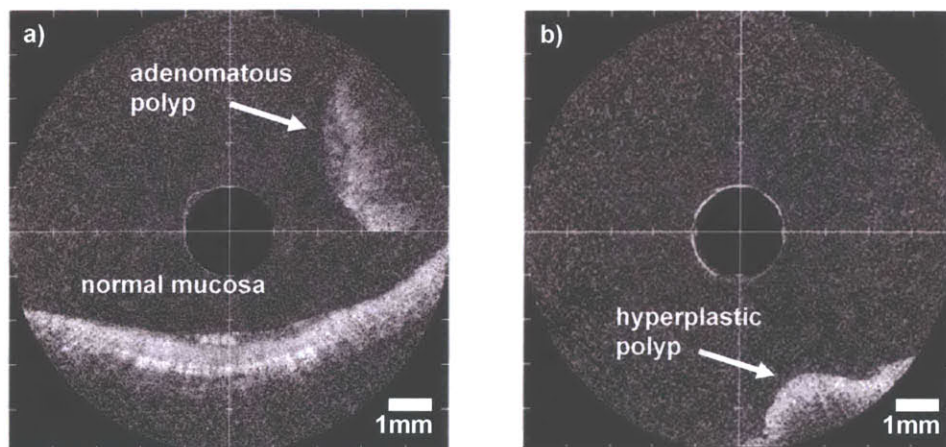 a)
adenomatous
polyp
normal mucosa
1mm
b)
hyperplastic
polyp
1mm